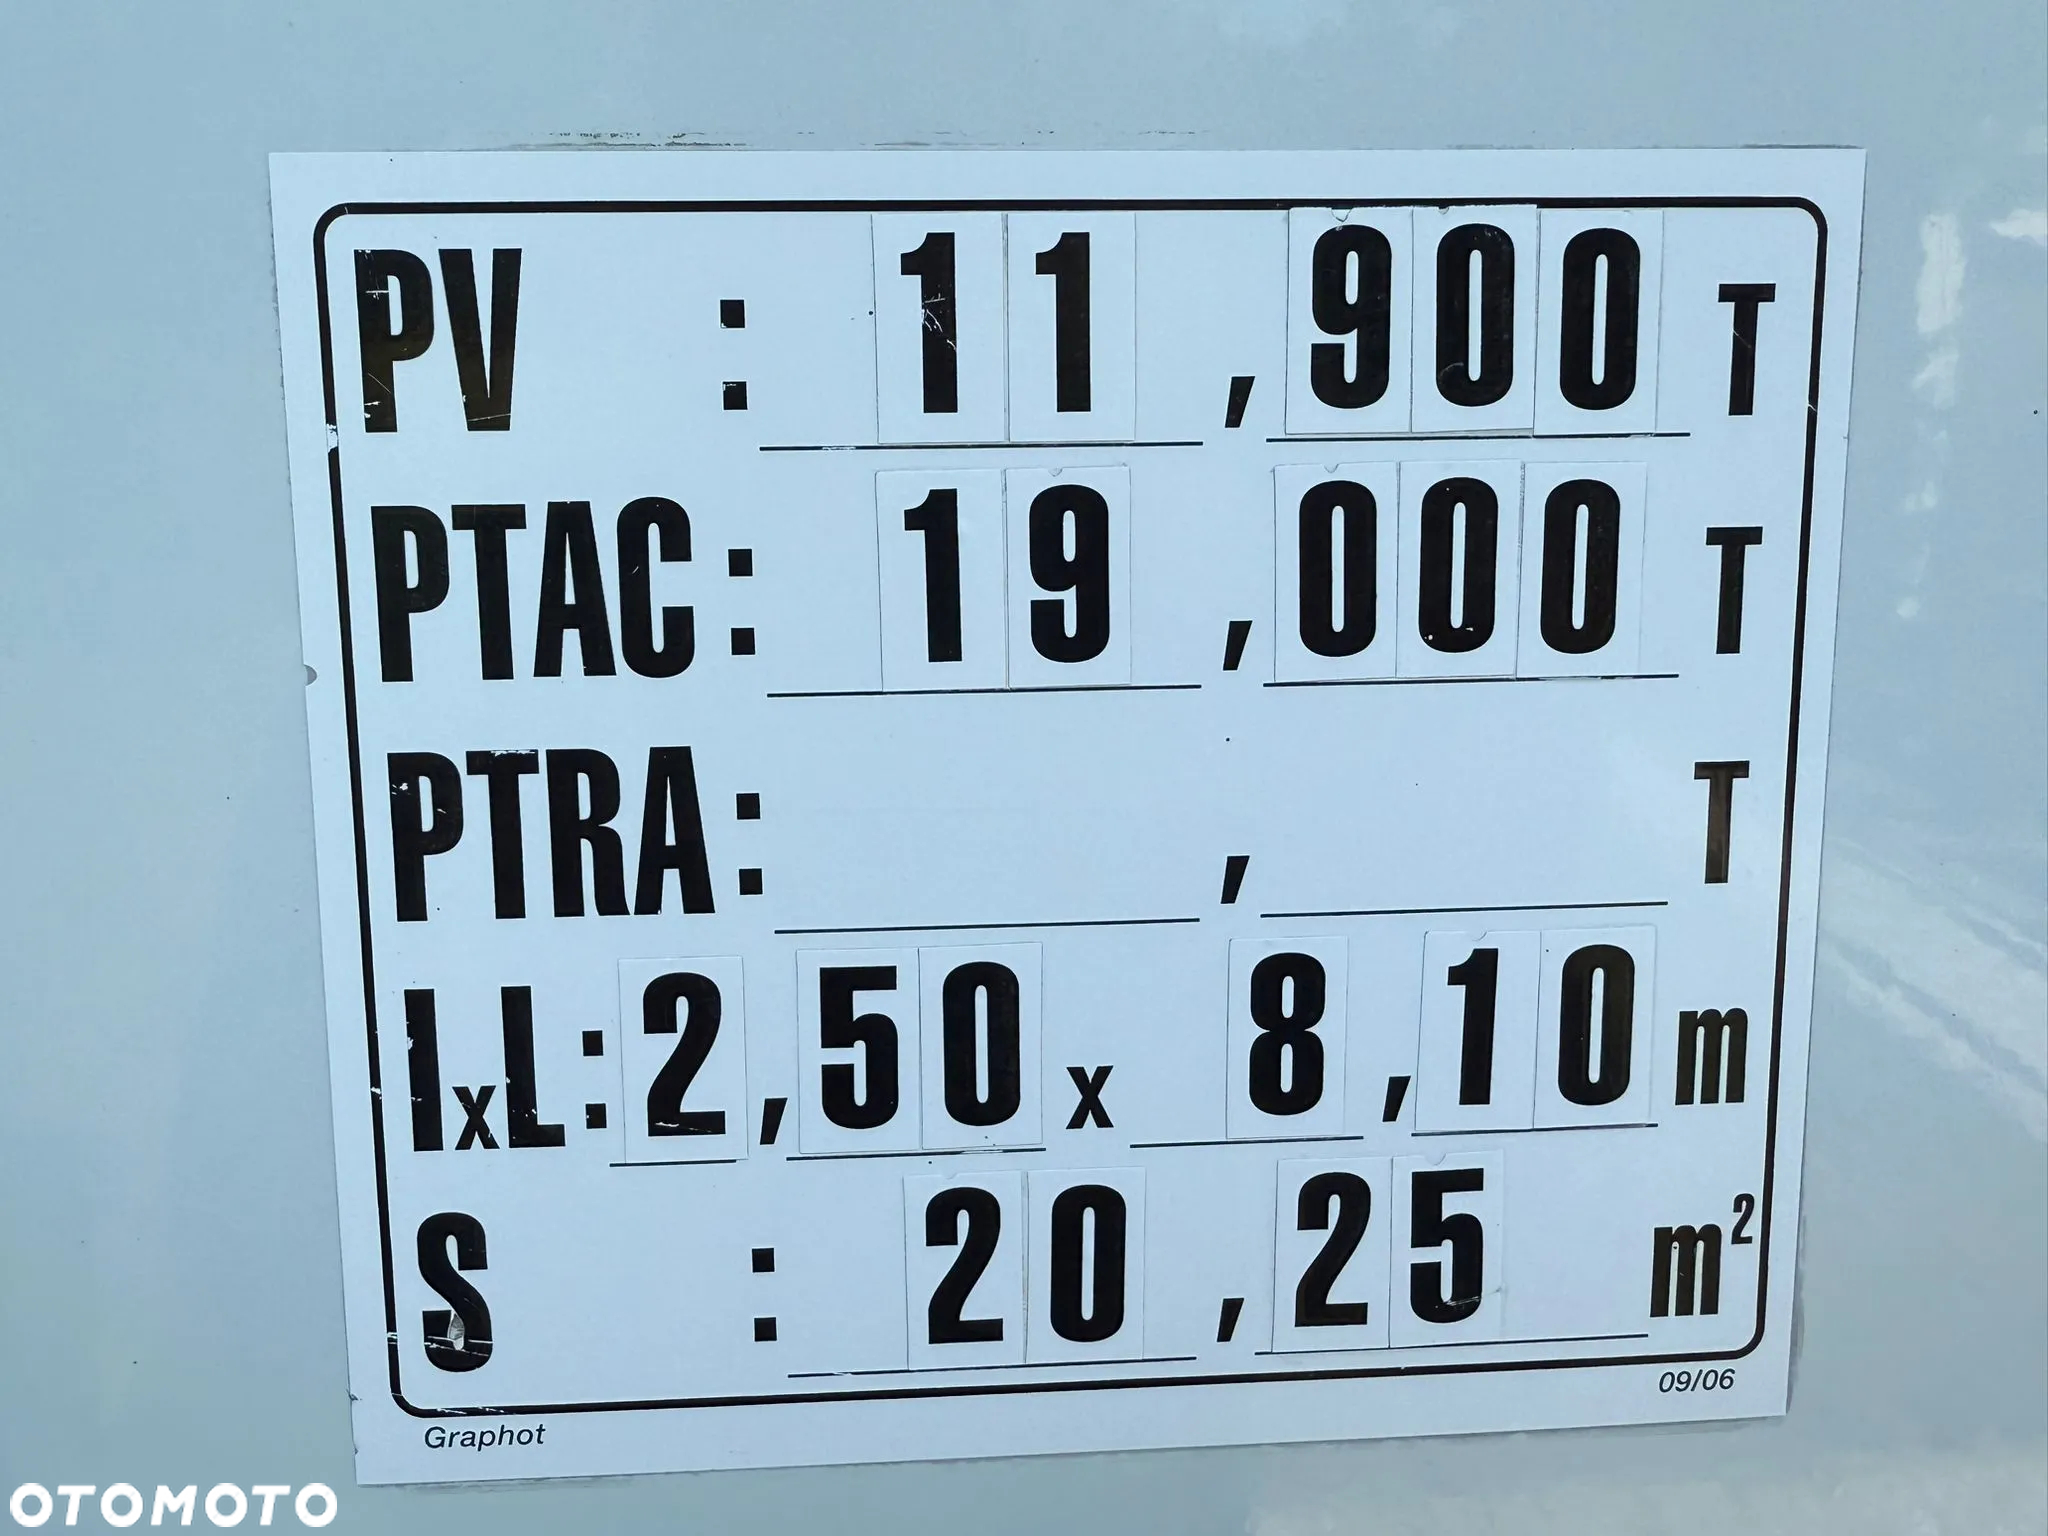 PV : 11,900 T
PTAC : 19,000 T
PTRA : , T
lxL : 2,50 x 8,10 m
S : 20,25 m²
09/06
Graphot
OTOMOTO